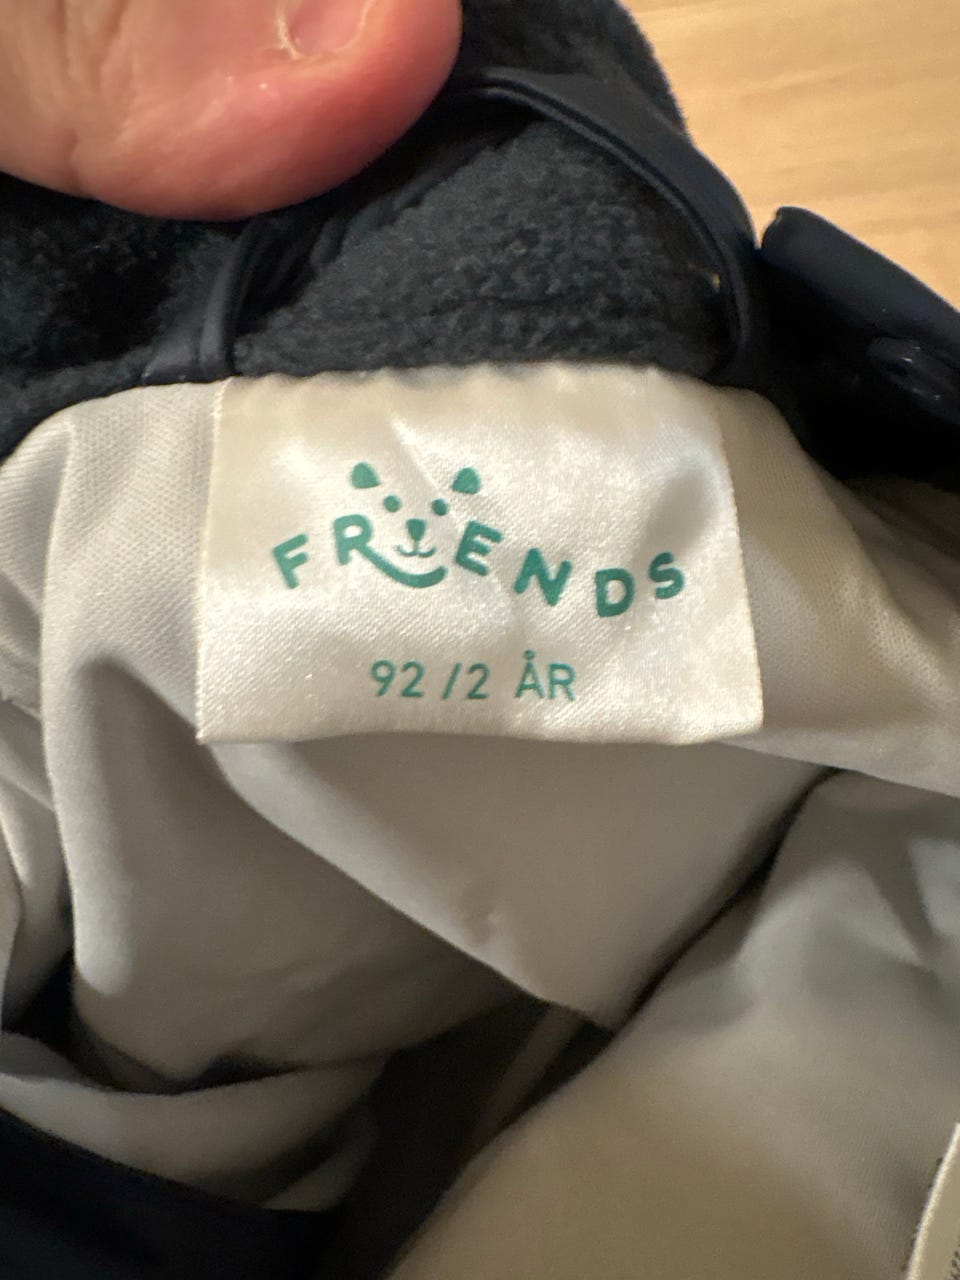 FRIENDS
92 /2 ÅR